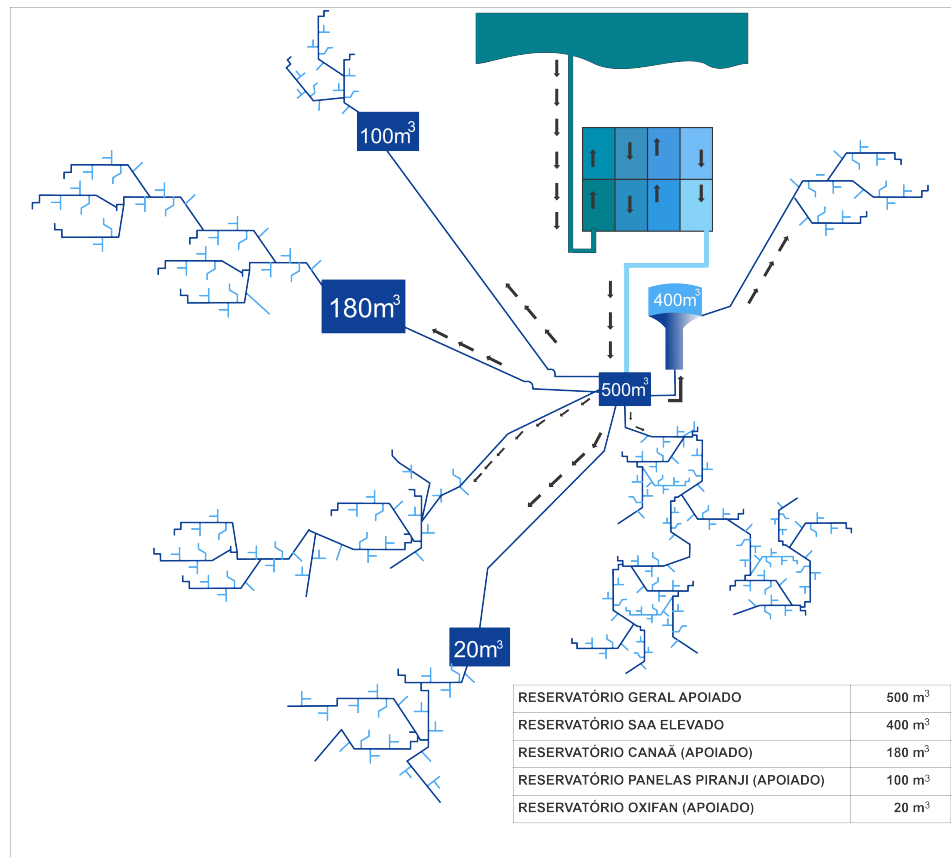 100m³
180m³
400m³
500m³
20m³
RESERVATÓRIO GERAL APOIADO 500 m³
RESERVATÓRIO SAA ELEVADO 400 m³
RESERVATÓRIO CANAÃ (APOIADO) 180 m³
RESERVATÓRIO PANELAS PIRANJI (APOIADO) 100 m³
RESERVATÓRIO OXIFAN (APOIADO) 20 m³